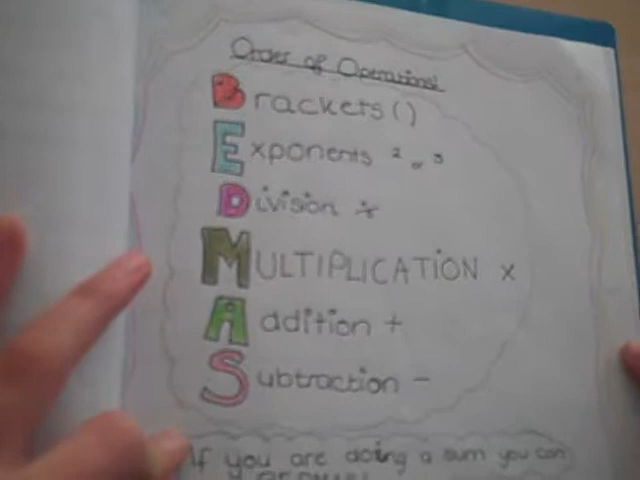 Order of Operations!
Brackets ()
Exponents ² , ³
Division ÷
MULTIPLICATiON x
Addition +
Subtraction -
If you are doing a sum you can